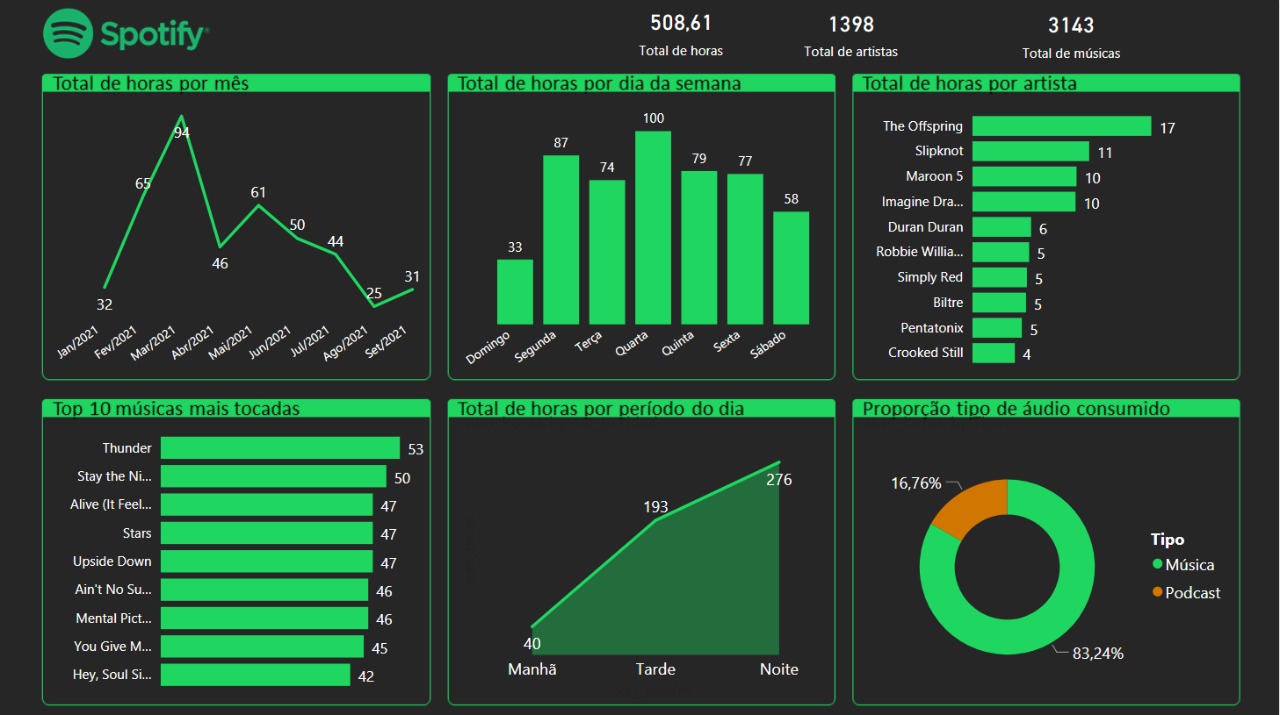 Spotify®
508,61
Total de horas
1398
Total de artistas
3143
Total de músicas
Total de horas por mês
94
65
61
50
46
44
32
25
31
Jan/2021
Fev/2021
Mar/2021
Abr/2021
Mai/2021
Jun/2021
Jul/2021
Ago/2021
Set/2021
Total de horas por dia da semana
33
87
74
100
79
77
58
Domingo
Segunda
Terça
Quarta
Quinta
Sexta
Sábado
Total de horas por artista
The Offspring 17
Slipknot 11
Maroon 5 10
Imagine Dra... 10
Duran Duran 6
Robbie Willia... 5
Simply Red 5
Biltre 5
Pentatonix 5
Crooked Still 4
Top 10 músicas mais tocadas
Thunder 53
Stay the Ni... 50
Alive (It Feel... 47
Stars 47
Upside Down 47
Ain't No Su... 46
Mental Pict... 46
You Give M... 45
Hey, Soul Si... 42
Total de horas por período do dia
40
193
276
Manhã
Tarde
Noite
Proporção tipo de áudio consumido
16,76%
83,24%
Tipo
Música
Podcast